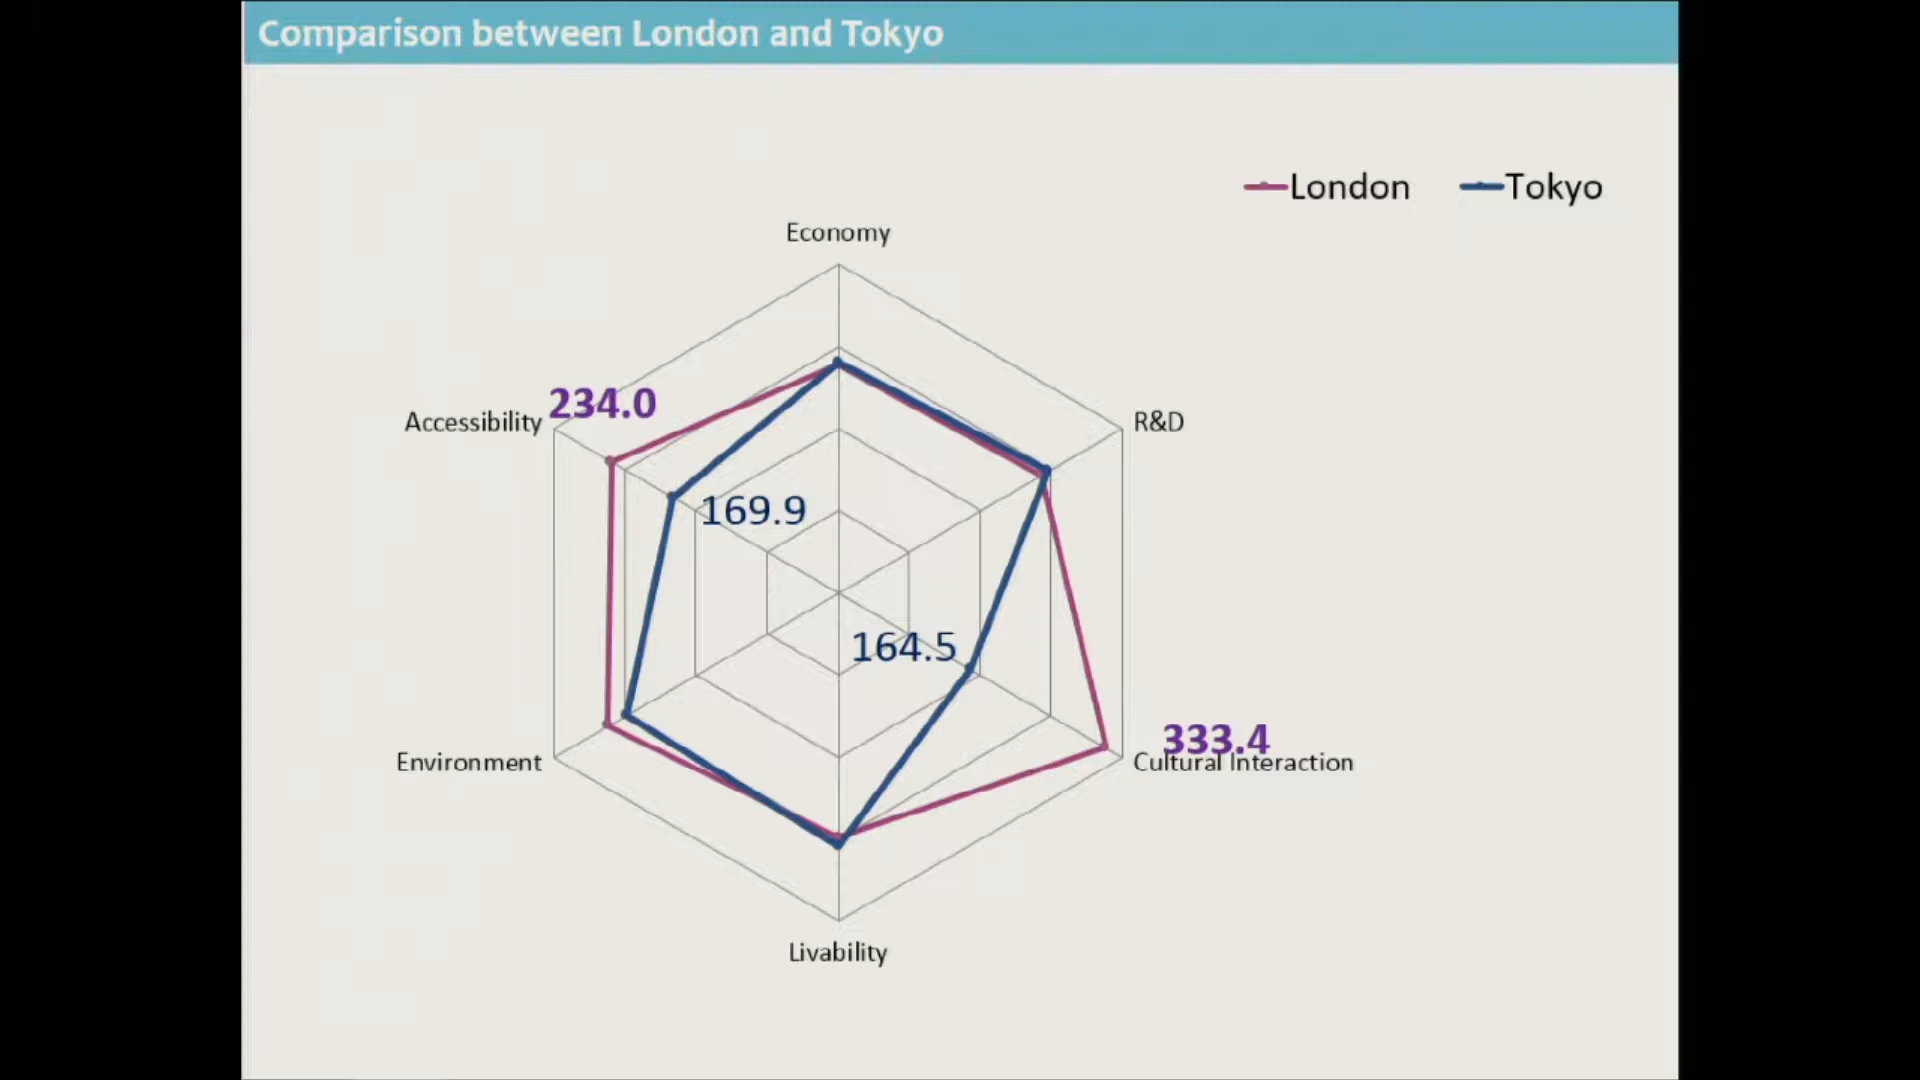 Comparison between London and Tokyo
London
Tokyo
Economy
Accessibility
234.0
R&D
169.9
164.5
333.4
Environment
Cultural Interaction
Livability